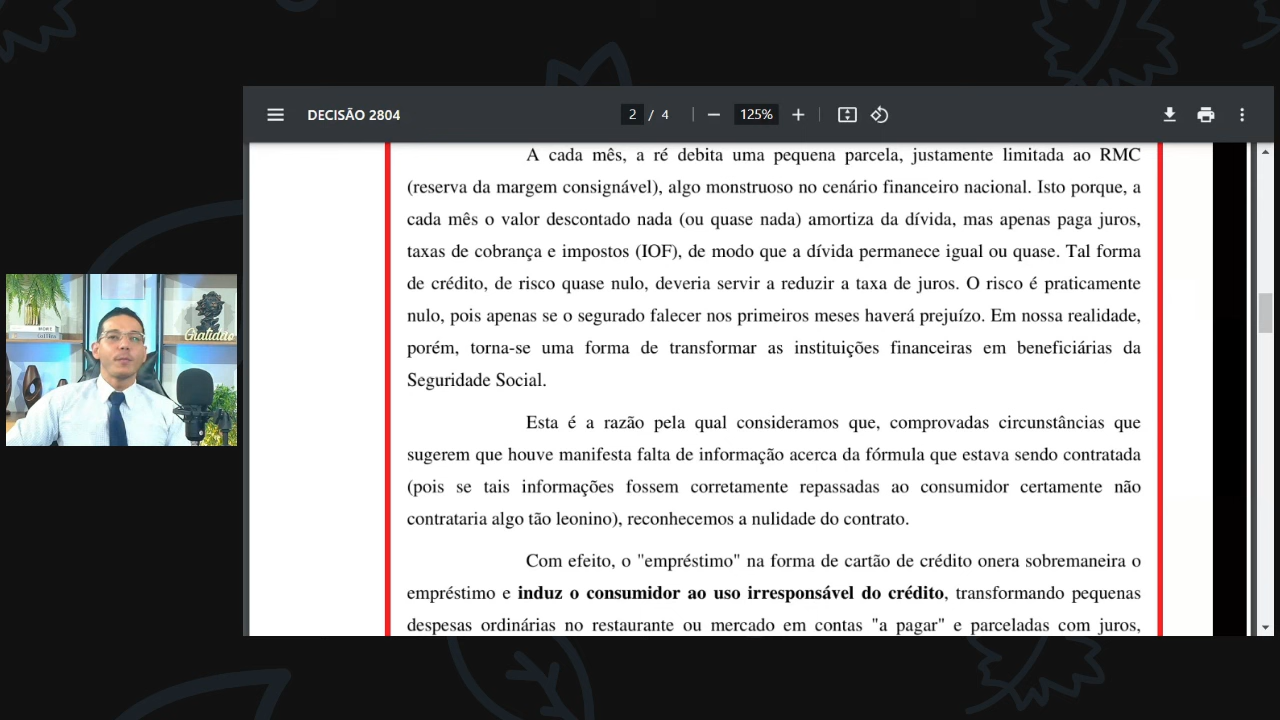 DECISÃO 2804
2 / 4
125%
A cada mês, a ré debita uma pequena parcela, justamente limitada ao RMC
(reserva da margem consignável), algo monstruoso no cenário financeiro nacional. Isto porque, a
cada mês o valor descontado nada (ou quase nada) amortiza da dívida, mas apenas paga juros,
taxas de cobrança e impostos (IOF), de modo que a dívida permanece igual ou quase. Tal forma
de crédito, de risco quase nulo, deveria servir a reduzir a taxa de juros. O risco é praticamente
nulo, pois apenas se o segurado falecer nos primeiros meses haverá prejuízo. Em nossa realidade,
porém, torna-se uma forma de transformar as instituições financeiras em beneficiárias da
Seguridade Social.
Esta é a razão pela qual consideramos que, comprovadas circunstâncias que
sugerem que houve manifesta falta de informação acerca da fórmula que estava sendo contratada
(pois se tais informações fossem corretamente repassadas ao consumidor certamente não
contrataria algo tão leonino), reconhecemos a nulidade do contrato.
Com efeito, o "empréstimo" na forma de cartão de crédito onera sobremaneira o
empréstimo e induz o consumidor ao uso irresponsável do crédito, transformando pequenas
despesas ordinárias no restaurante ou mercado em contas "a pagar" e parceladas com juros,
Gratidão